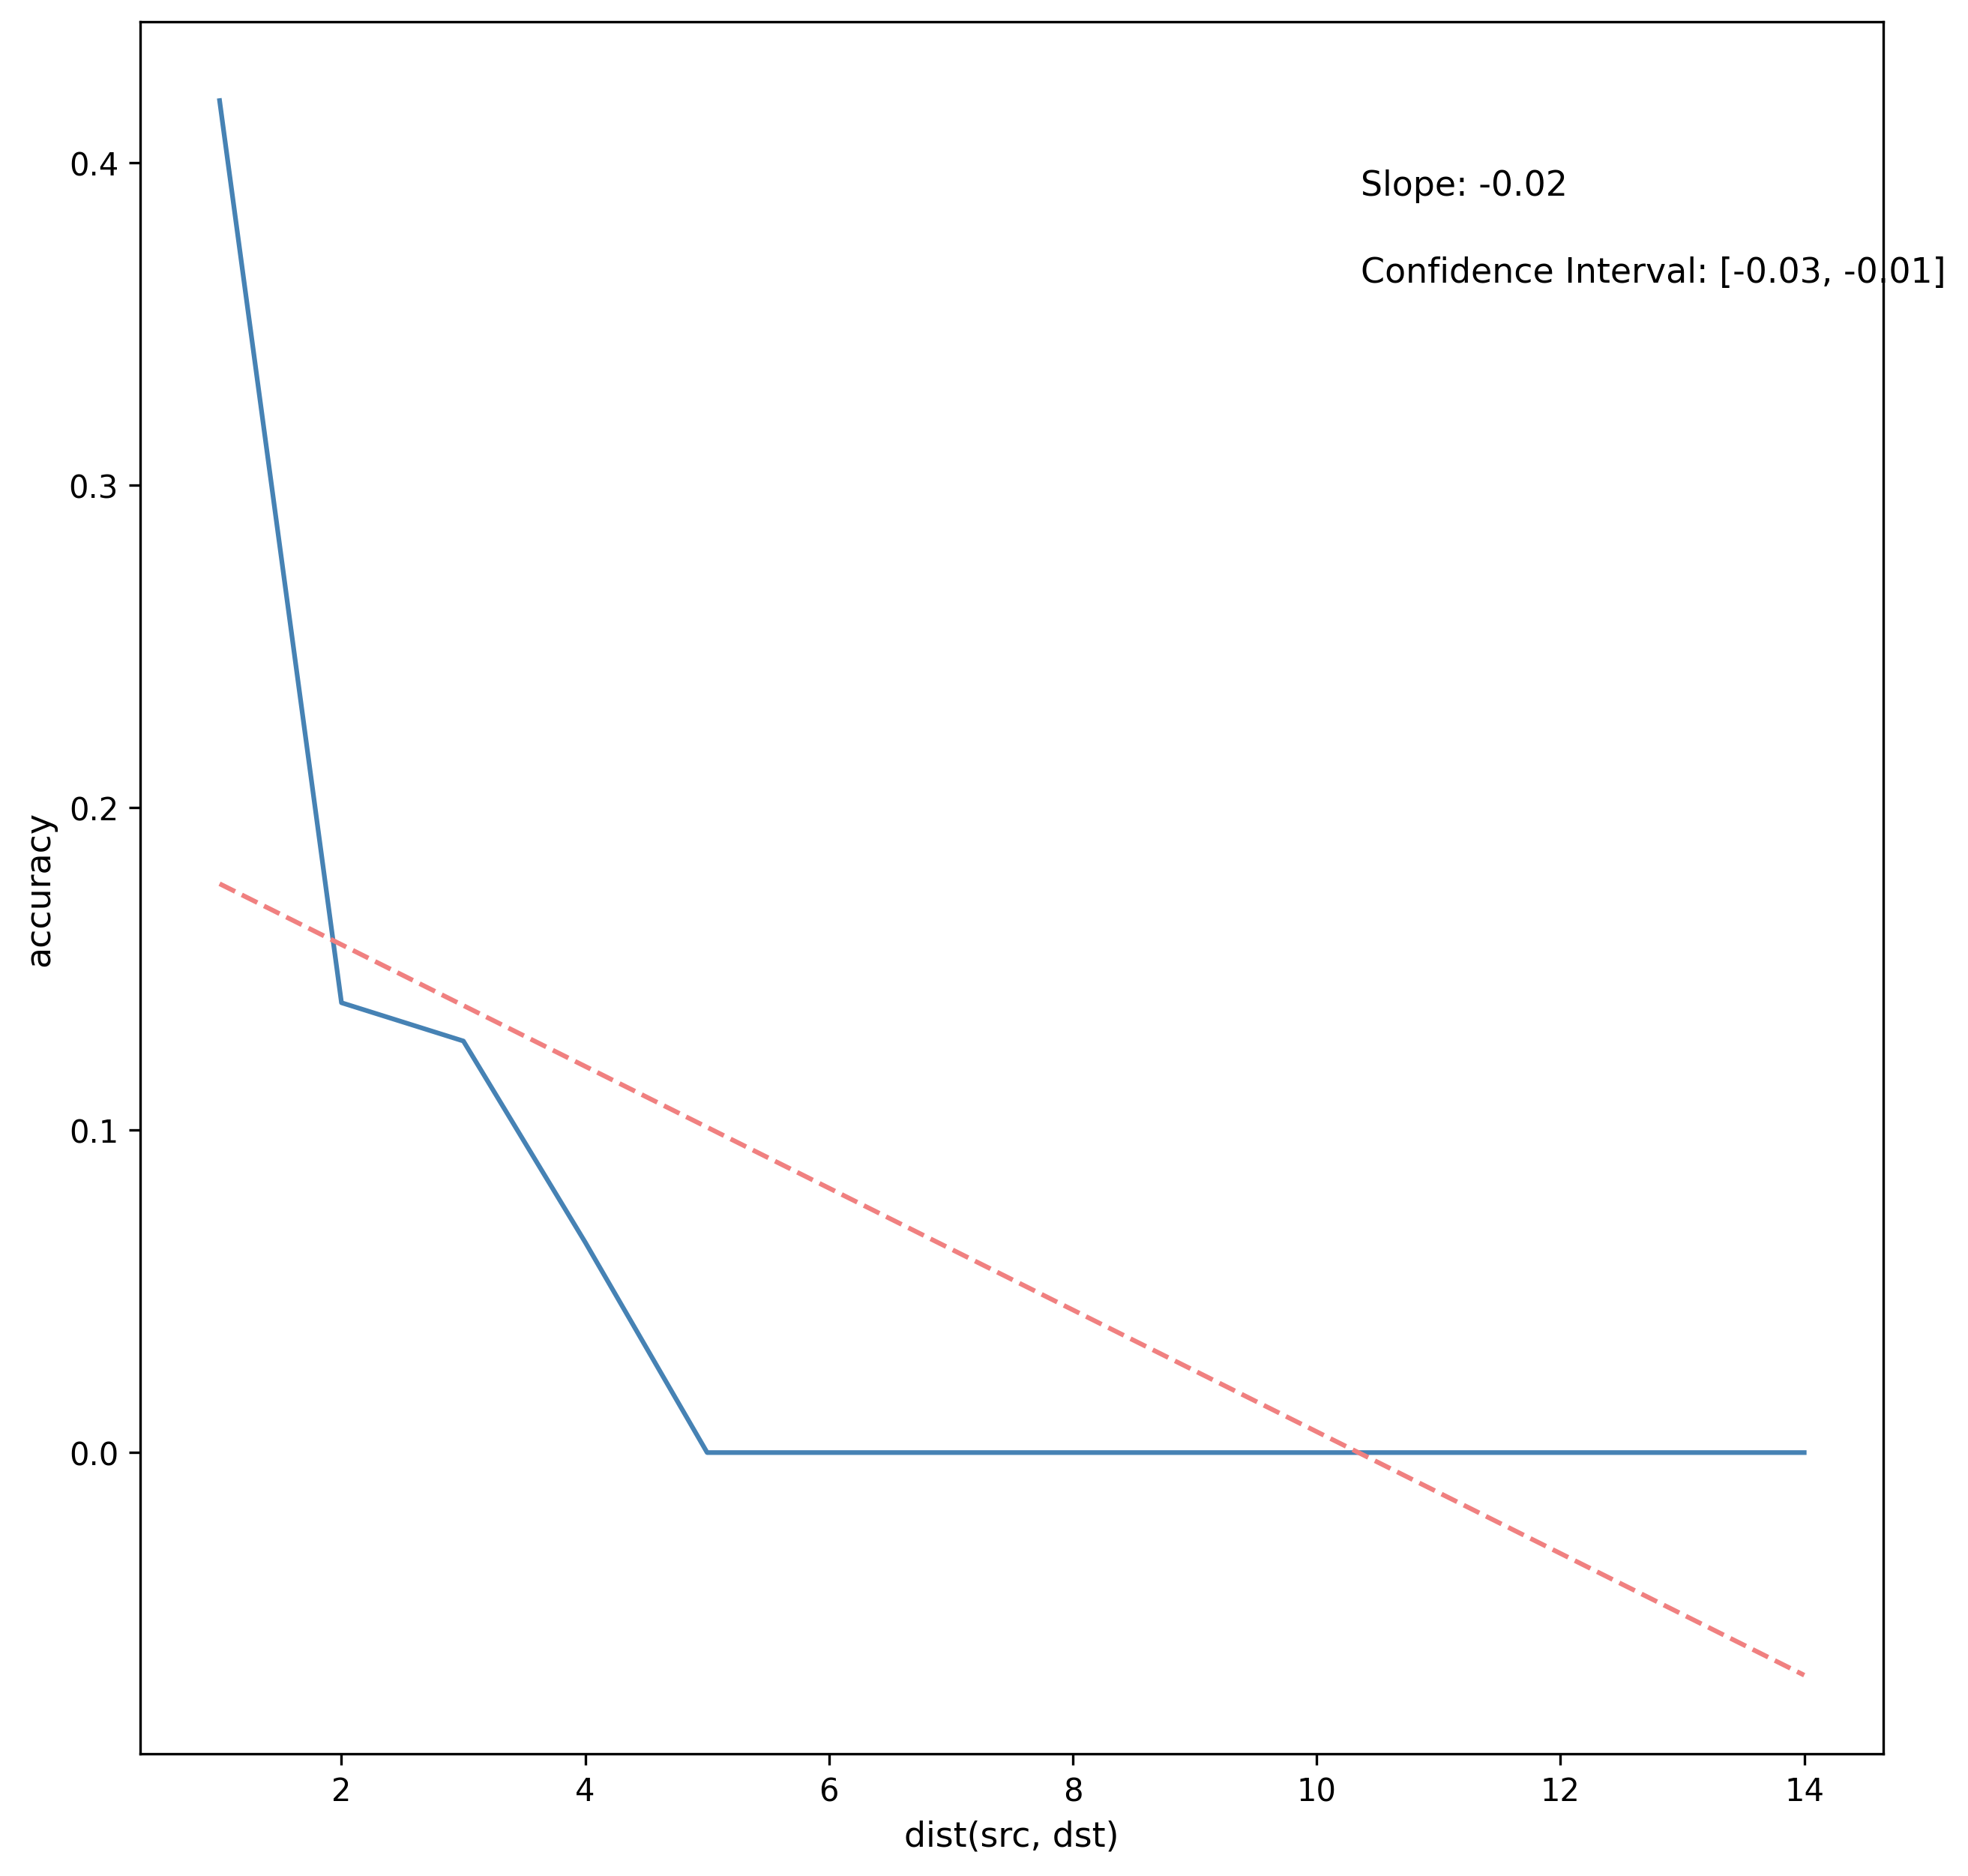 Slope: -0.02
Confidence Interval: [-0.03, -0.01]
0.4
0.3
0.2
0.1
0.0
accuracy
2 4 6 8 10 12 14
dist(src, dst)